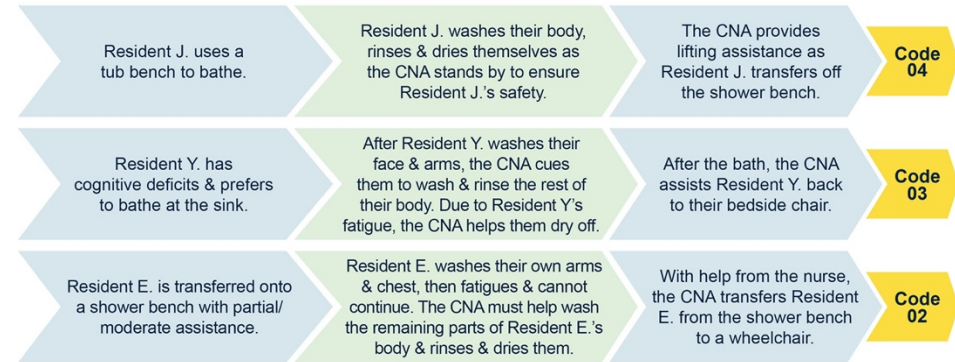 Resident J. uses a
tub bench to bathe.
Resident J. washes their body,
rinses & dries themselves as
the CNA stands by to ensure
Resident J.'s safety.
The CNA provides
lifting assistance as
Resident J. transfers off
the shower bench.
Code
04
Resident Y. has
cognitive deficits & prefers
to bathe at the sink.
After Resident Y. washes their
face & arms, the CNA cues
them to wash & rinse the rest of
their body. Due to Resident Y's
fatigue, the CNA helps them dry off.
After the bath, the CNA
assists Resident Y. back
to their bedside chair.
Code
03
Resident E. is transferred onto
a shower bench with partial/
moderate assistance.
Resident E. washes their own arms
& chest, then fatigues & cannot
continue. The CNA must help wash
the remaining parts of Resident E.'s
body & rinses & dries them.
With help from the nurse,
the CNA transfers Resident
E. from the shower bench
to a wheelchair.
Code
02